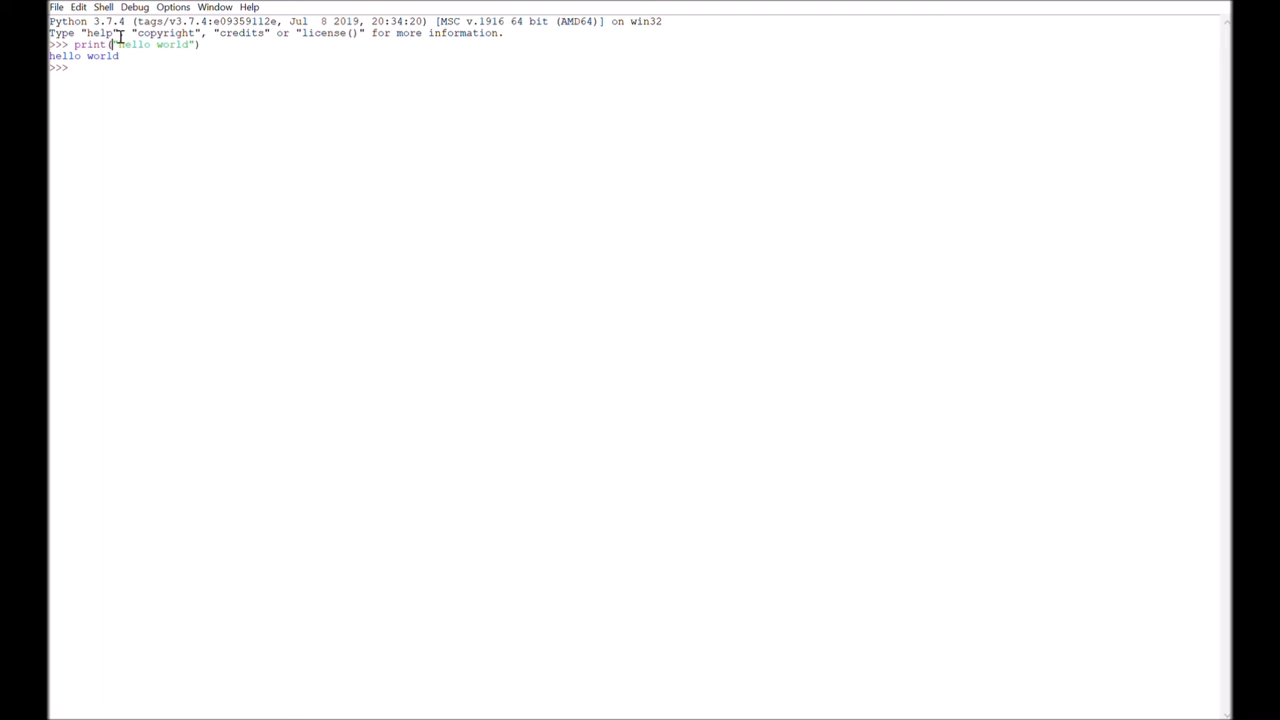 File Edit Shell Debug Options Window Help
Python 3.7.4 (tags/v3.7.4:e09359112e, Jul  8 2019, 20:34:20) [MSC v.1916 64 bit (AMD64)] on win32
Type "help", "copyright", "credits" or "license()" for more information.
>>> print("hello world")
hello world
>>>